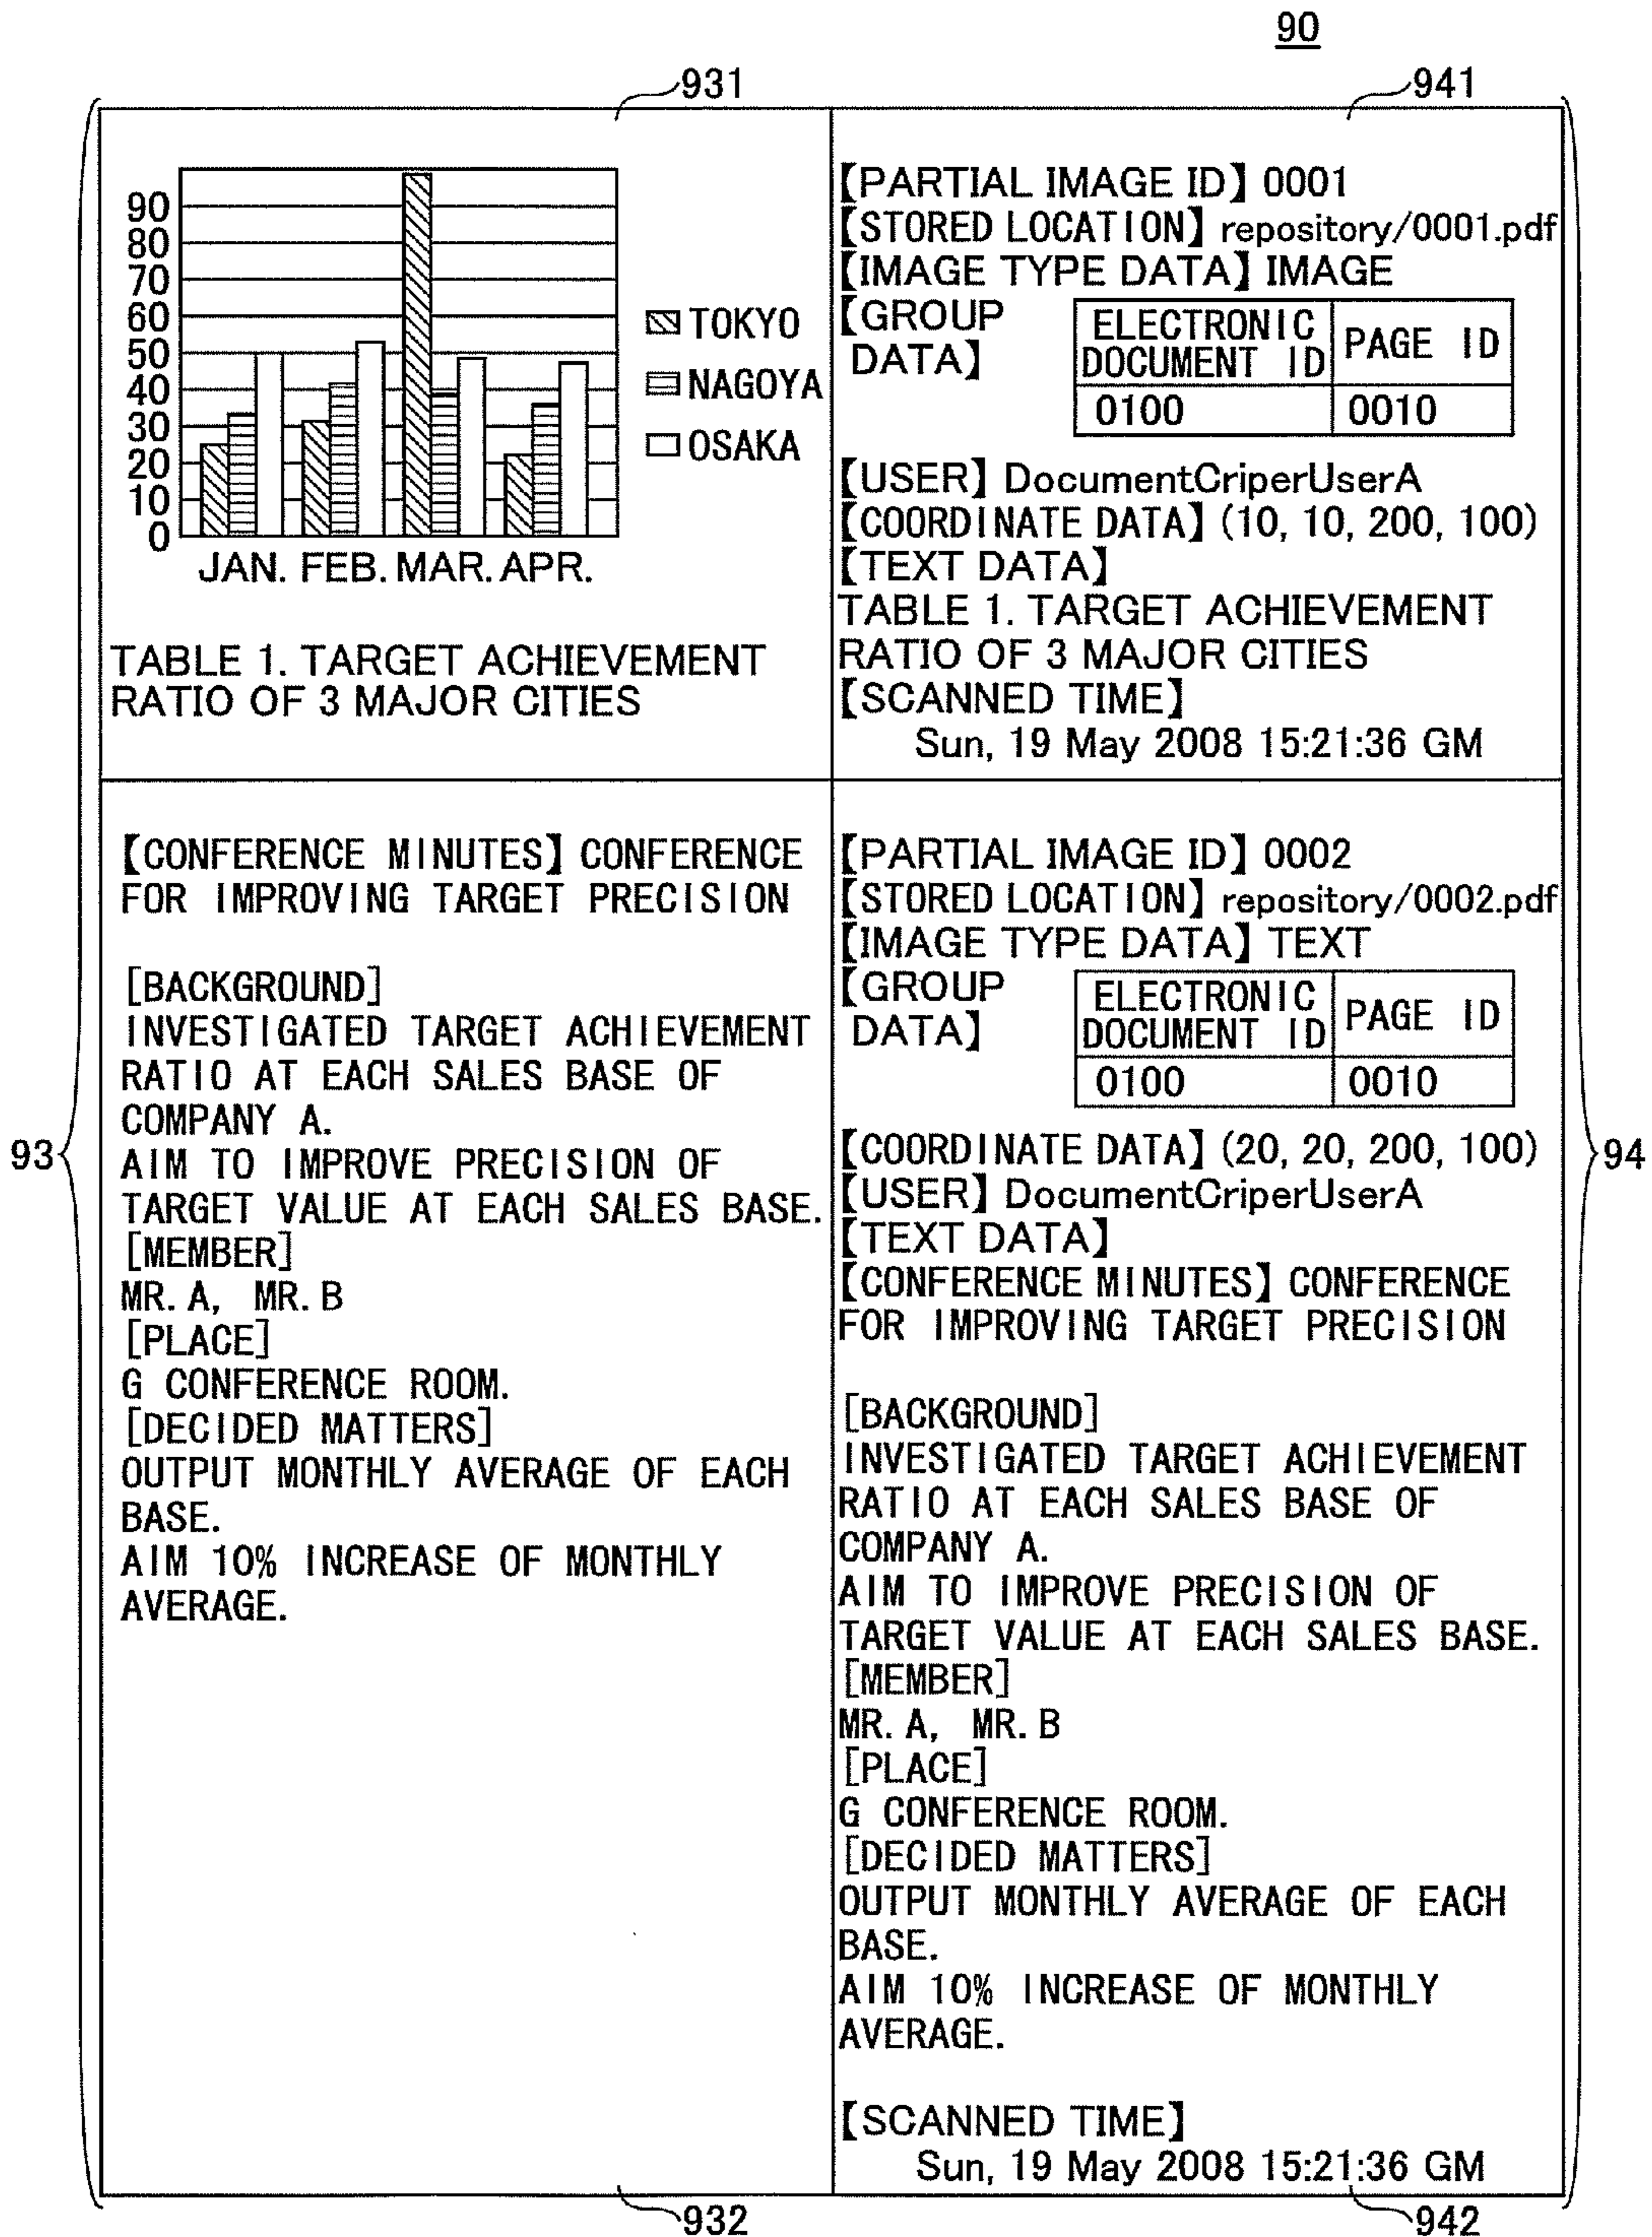 90
931
941
90
80
70
60
50
40
30
20
10
0
JAN. FEB. MAR. APR.
TOKYO
NAGOYA
OSAKA
TABLE 1. TARGET ACHIEVEMENT
RATIO OF 3 MAJOR CITIES
【PARTIAL IMAGE ID】 0001
【STORED LOCATION】 repository/0001.pdf
【IMAGE TYPE DATA】 IMAGE
【GROUP
DATA】
ELECTRONIC
DOCUMENT ID
PAGE ID
0100
0010
【USER】 DocumentCriperUserA
【COORDINATE DATA】 (10, 10, 200, 100)
【TEXT DATA】
TABLE 1. TARGET ACHIEVEMENT
RATIO OF 3 MAJOR CITIES
【SCANNED TIME】
Sun, 19 May 2008 15:21:36 GM
93
【CONFERENCE MINUTES】 CONFERENCE
FOR IMPROVING TARGET PRECISION
[BACKGROUND]
INVESTIGATED TARGET ACHIEVEMENT
RATIO AT EACH SALES BASE OF
COMPANY A.
AIM TO IMPROVE PRECISION OF
TARGET VALUE AT EACH SALES BASE.
[MEMBER]
MR. A, MR. B
[PLACE]
G CONFERENCE ROOM.
[DECIDED MATTERS]
OUTPUT MONTHLY AVERAGE OF EACH
BASE.
AIM 10% INCREASE OF MONTHLY
AVERAGE.
【PARTIAL IMAGE ID】 0002
【STORED LOCATION】 repository/0002.pdf
【IMAGE TYPE DATA】 TEXT
【GROUP
DATA】
ELECTRONIC
DOCUMENT ID
PAGE ID
0100
0010
【COORDINATE DATA】 (20, 20, 200, 100)
【USER】 DocumentCriperUserA
【TEXT DATA】
【CONFERENCE MINUTES】 CONFERENCE
FOR IMPROVING TARGET PRECISION
[BACKGROUND]
INVESTIGATED TARGET ACHIEVEMENT
RATIO AT EACH SALES BASE OF
COMPANY A.
AIM TO IMPROVE PRECISION OF
TARGET VALUE AT EACH SALES BASE.
[MEMBER]
MR. A, MR. B
[PLACE]
G CONFERENCE ROOM.
[DECIDED MATTERS]
OUTPUT MONTHLY AVERAGE OF EACH
BASE.
AIM 10% INCREASE OF MONTHLY
AVERAGE.
【SCANNED TIME】
Sun, 19 May 2008 15:21:36 GM
94
932
942